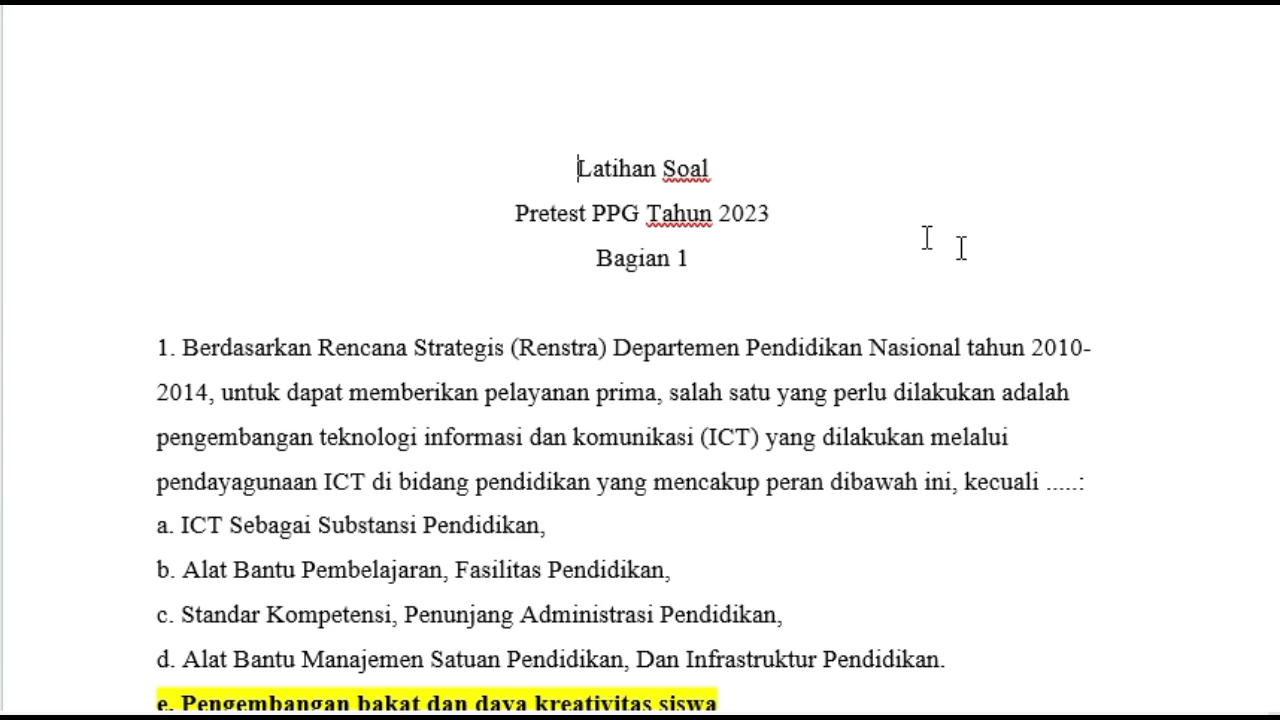 Latihan Soal
Pretest PPG Tahun 2023
Bagian 1
1. Berdasarkan Rencana Strategis (Renstra) Departemen Pendidikan Nasional tahun 2010-
2014, untuk dapat memberikan pelayanan prima, salah satu yang perlu dilakukan adalah
pengembangan teknologi informasi dan komunikasi (ICT) yang dilakukan melalui
pendayagunaan ICT di bidang pendidikan yang mencakup peran dibawah ini, kecuali .....:
a. ICT Sebagai Substansi Pendidikan,
b. Alat Bantu Pembelajaran, Fasilitas Pendidikan,
c. Standar Kompetensi, Penunjang Administrasi Pendidikan,
d. Alat Bantu Manajemen Satuan Pendidikan, Dan Infrastruktur Pendidikan.
e. Pengembangan bakat dan daya kreativitas siswa